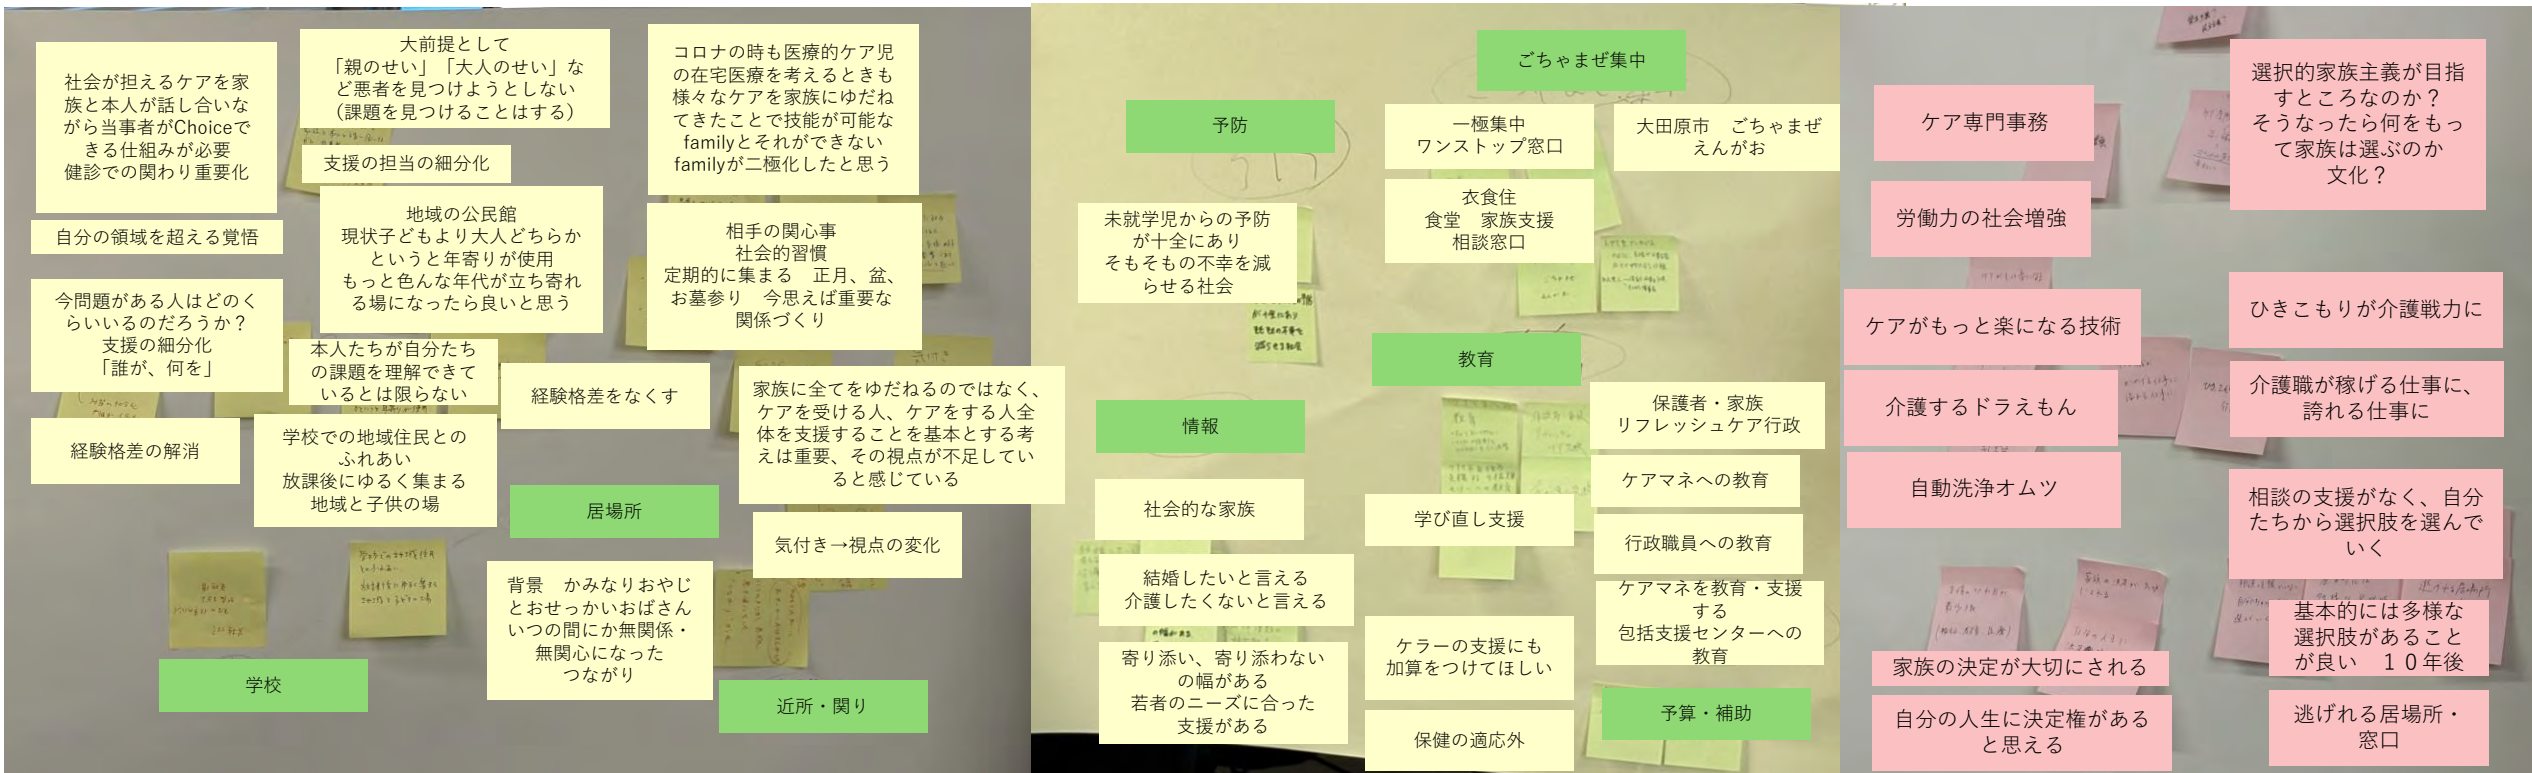 社会が担えるケアを家
族と本人が話し合いな
がら当事者がChoiceで
きる仕組みが必要
健診での関わり重要化
大前提として
「親のせい」「大人のせい」な
ど悪者を見つけようとしない
（課題を見つけることはする）
支援の担当の細分化
コロナの時も医療的ケア児
の在宅医療を考えるときも
様々なケアを家族にゆだね
てきたことで技能が可能な
familyとそれができない
familyが二極化したと思う
自分の領域を超える覚悟
地域の公民館
現状子どもより大人どちらか
というと年寄りが使用
もっと色んな年代が立ち寄れ
る場になったら良いと思う
相手の関心事
社会的習慣
定期的に集まる　正月、盆、
お墓参り　今思えば重要な
関係づくり
今問題がある人はどのく
らいいるのだろうか？
支援の細分化
「誰が、何を」
本人たちが自分たち
の課題を理解できて
いるとは限らない
経験格差をなくす
家族に全てをゆだねるのではなく、
ケアを受ける人、ケアをする人全
体を支援することを基本とする考
えは重要、その視点が不足してい
ると感じている
経験格差の解消
学校での地域住民との
ふれあい
放課後にゆるく集まる
地域と子供の場
居場所
気付き→視点の変化
背景　かみなりおやじ
とおせっかいおばさん
いつの間にか無関係・
無関心になった
つながり
学校
近所・関り
ごちゃまぜ集中
予防
一極集中
ワンストップ窓口
大田原市　ごちゃまぜ
えんがお
衣食住
食堂　家族支援
相談窓口
未就学児からの予防
が十全にあり
そもそもの不幸を減
らせる社会
教育
情報
保護者・家族
リフレッシュケア行政
ケアマネへの教育
社会的な家族
学び直し支援
行政職員への教育
結婚したいと言える
介護したくないと言える
ケアマネを教育・支援
する
包括支援センターへの
教育
ケラーの支援にも
加算をつけてほしい
寄り添い、寄り添わない
の幅がある
若者のニーズに合った
支援がある
予算・補助
保健の適応外
選択的家族主義が目指
すところなのか？
そうなったら何をもっ
て家族は選ぶのか
文化？
ケア専門事務
労働力の社会増強
ひきこもりが介護戦力に
ケアがもっと楽になる技術
介護職が稼げる仕事に、
誇れる仕事に
介護するドラえもん
自動洗浄オムツ
相談の支援がなく、自分
たちから選択肢を選んで
いく
基本的には多様な
選択肢があること
が良い　１０年後
家族の決定が大切にされる
自分の人生に決定権がある
と思える
逃げれる居場所・
窓口